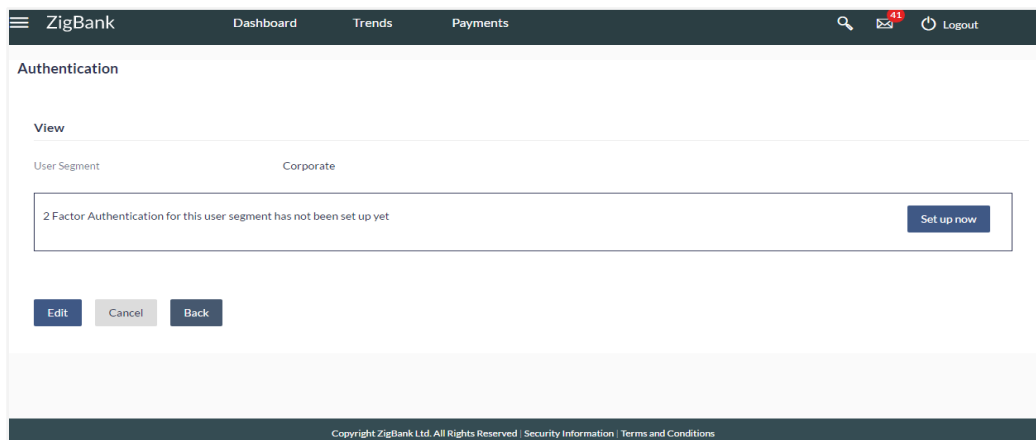 ZigBank Dashboard Trends Payments 41 Logout
Authentication
View
User Segment Corporate
2 Factor Authentication for this user segment has not been set up yet Set up now
Edit Cancel Back
Copyright ZigBank Ltd. All Rights Reserved | Security Information | Terms and Conditions